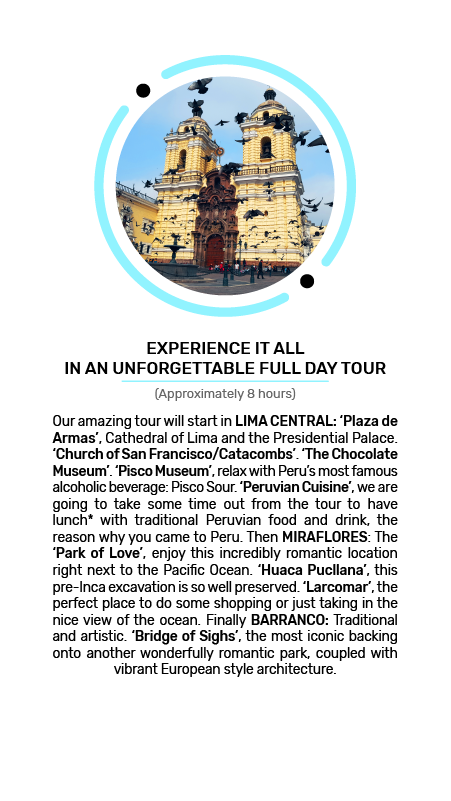 EXPERIENCE IT ALL
IN AN UNFORGETTABLE FULL DAY TOUR
(Approximately 8 hours)
Our amazing tour will start in LIMA CENTRAL: ‘Plaza de
Armas’, Cathedral of Lima and the Presidential Palace.
‘Church of San Francisco/Catacombs’. ‘The Chocolate
Museum’. ‘Pisco Museum’, relax with Peru’s most famous
alcoholic beverage: Pisco Sour. ‘Peruvian Cuisine’, we are
going to take some time out from the tour to have
lunch* with traditional Peruvian food and drink, the
reason why you came to Peru. Then MIRAFLORES: The
‘Park of Love’, enjoy this incredibly romantic location
right next to the Pacific Ocean. ‘Huaca Pucllana’, this
pre-Inca excavation is so well preserved. ‘Larcomar’, the
perfect place to do some shopping or just taking in the
nice view of the ocean. Finally BARRANCO: Traditional
and artistic. ‘Bridge of Sighs’, the most iconic backing
onto another wonderfully romantic park, coupled with
vibrant European style architecture.